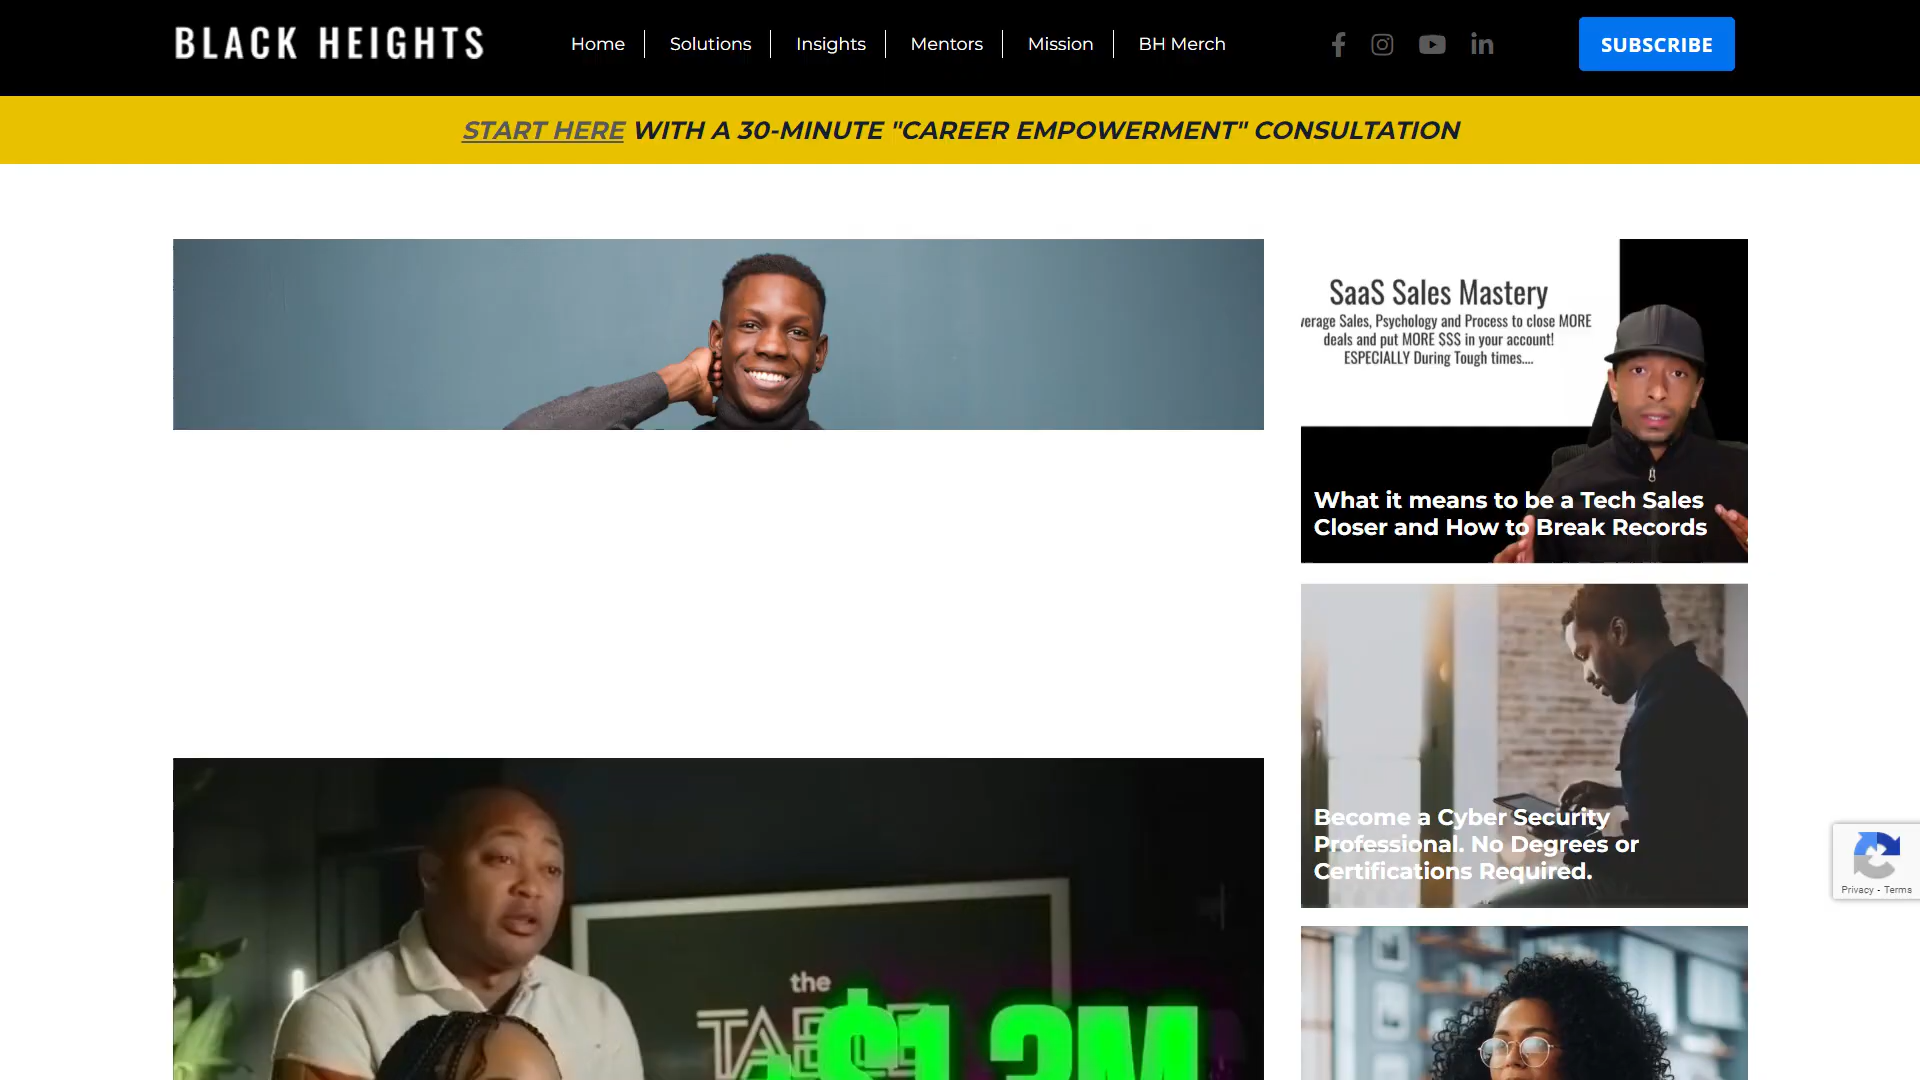 BLACK HEIGHTS
Home
Solutions
Insights
Mentors
Mission
BH Merch
SUBSCRIBE
START HERE WITH A 30-MINUTE "CAREER EMPOWERMENT" CONSULTATION
SaaS Sales Mastery
verage Sales, Psychology and Process to close MORE
deals and put MORE $$$ in your account!
ESPECIALLY During Tough times....
What it means to be a Tech Sales
Closer and How to Break Records
Become a Cyber Security
Professional. No Degrees or
Certifications Required.
Privacy - Terms
the
$1.3M